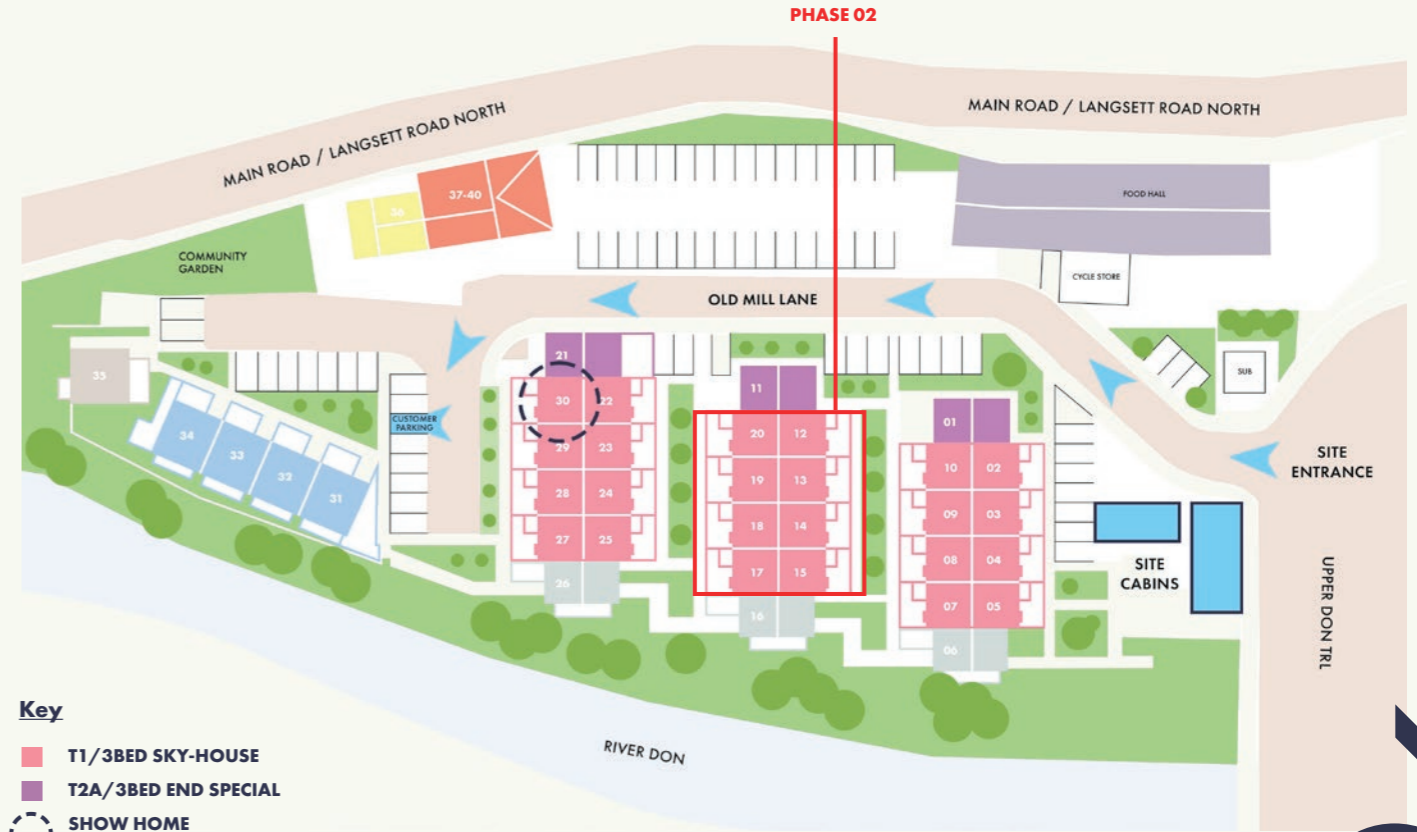 PHASE 02
MAIN ROAD / LANGSETT ROAD NORTH
MAIN ROAD / LANGSETT ROAD NORTH
37-40
36
FOOD HALL
COMMUNITY
GARDEN
CYCLE STORE
OLD MILL LANE
SUB
35
34
33
32
31
CUSTOMER
PARKING
21
30
22
29
23
28
24
27
25
26
11
20
12
19
13
18
14
17
15
16
01
10
02
09
03
08
04
07
05
06
SITE
ENTRANCE
SITE
CABINS
UPPER DON TRL
RIVER DON
Key
T1/3BED SKY-HOUSE
T2A/3BED END SPECIAL
SHOW HOME